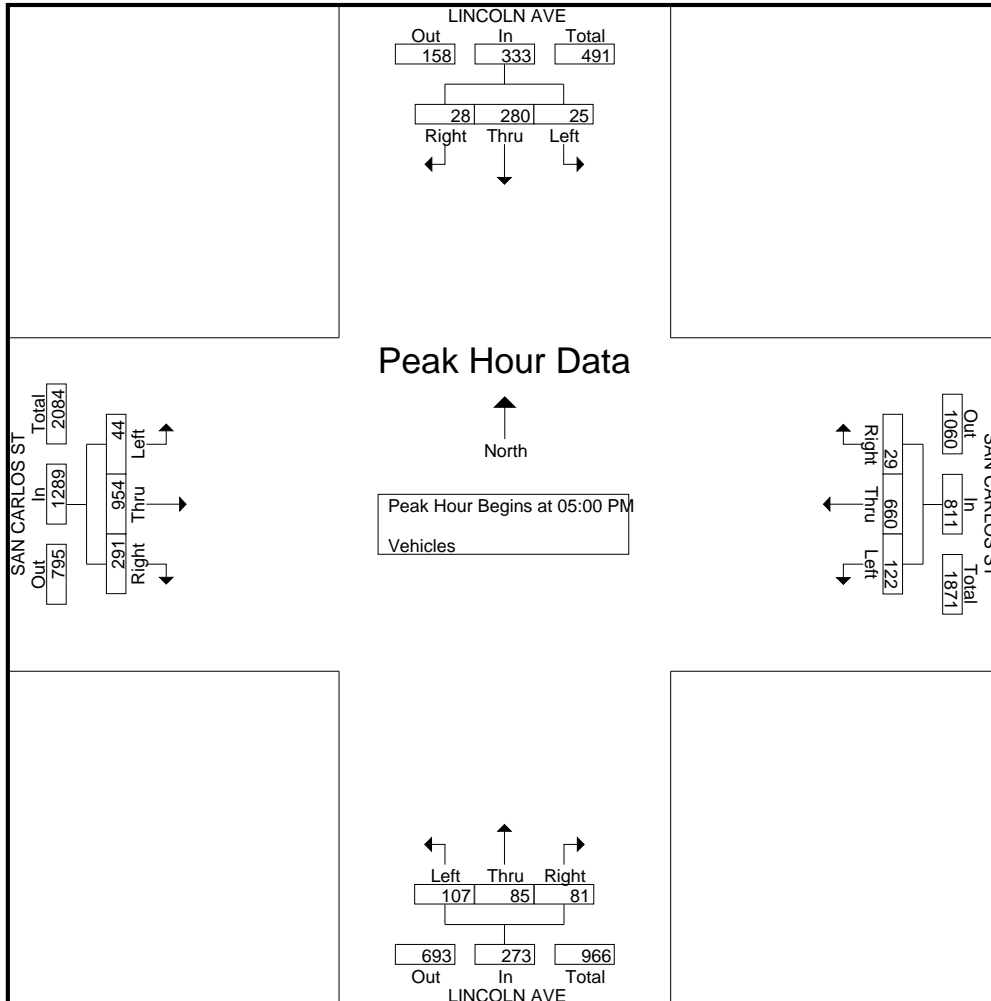 LINCOLN AVE
Out In Total
158 333 491
28 280 25
Right Thru Left
Peak Hour Data
North
Peak Hour Begins at 05:00 PM
Vehicles
SAN CARLOS ST
Out In Total
795 1289 2084
44 954 291
Left Thru Right
SAN CARLOS ST
Out In Total
1060 811 1871
29 660 122
Right Thru Left
Left Thru Right
107 85 81
693 273 966
Out In Total
LINCOLN AVE